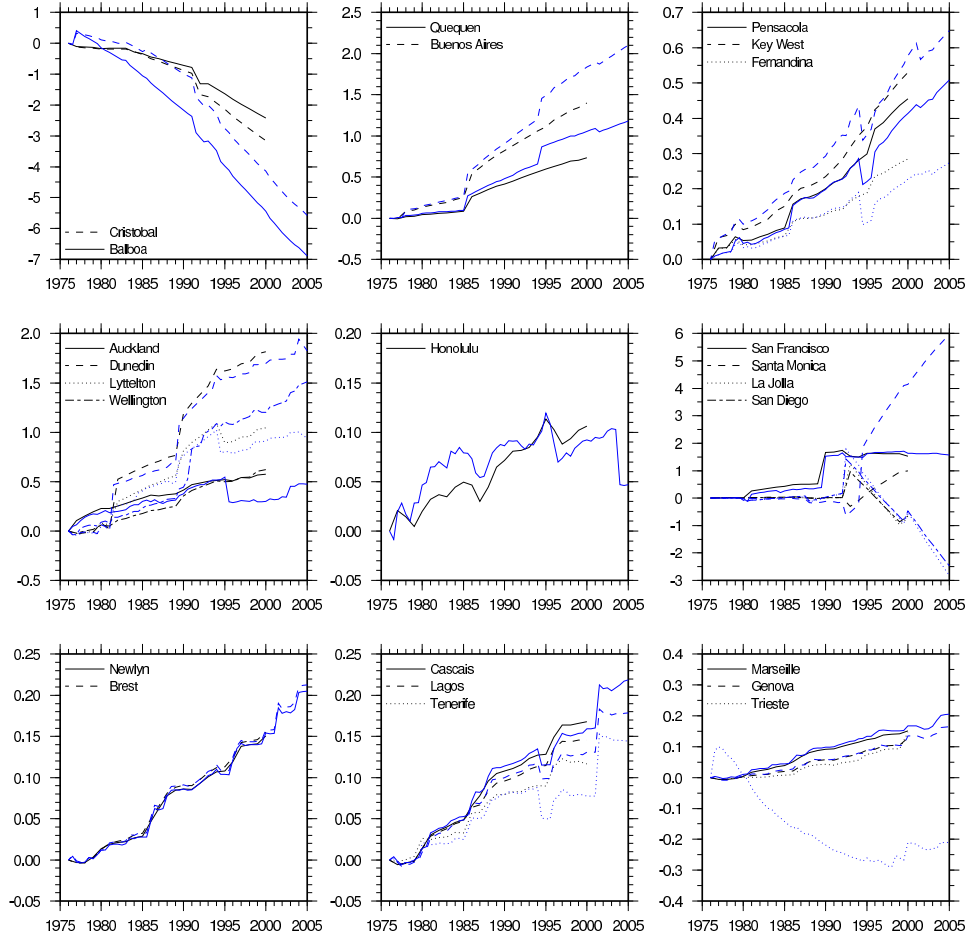 1
0
-1
-2
-3
-4
-5
-6
-7
Cristobal
Balboa
1975 1980 1985 1990 1995 2000 2005
2.5
2.0
1.5
1.0
0.5
0.0
-0.5
Quequen
Buenos Aires
1975 1980 1985 1990 1995 2000 2005
0.7
0.6
0.5
0.4
0.3
0.2
0.1
0.0
Pensacola
Key West
Fernandina
1975 1980 1985 1990 1995 2000 2005
2.0
1.5
1.0
0.5
0.0
-0.5
Auckland
Dunedin
Lyttelton
Wellington
1975 1980 1985 1990 1995 2000 2005
0.20
0.15
0.10
0.05
0.00
-0.05
Honolulu
1975 1980 1985 1990 1995 2000 2005
6
5
4
3
2
1
0
-1
-2
-3
San Francisco
Santa Monica
La Jolla
San Diego
1975 1980 1985 1990 1995 2000 2005
0.25
0.20
0.15
0.10
0.05
0.00
-0.05
Newlyn
Brest
1975 1980 1985 1990 1995 2000 2005
0.25
0.20
0.15
0.10
0.05
0.00
-0.05
Cascais
Lagos
Tenerife
1975 1980 1985 1990 1995 2000 2005
0.4
0.3
0.2
0.1
0.0
-0.1
-0.2
-0.3
-0.4
Marseille
Genova
Trieste
1975 1980 1985 1990 1995 2000 2005